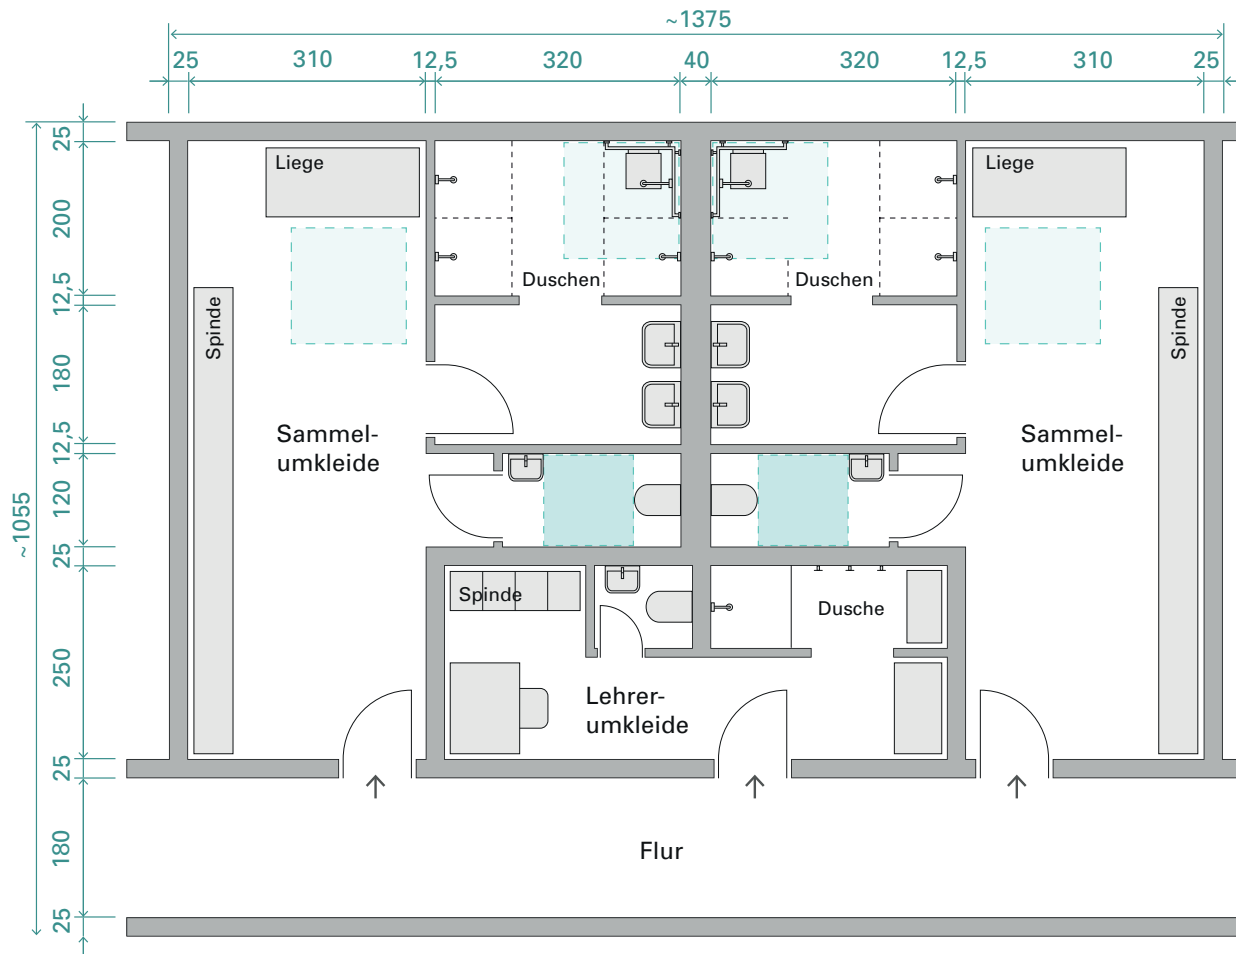 ~1375
25 310 12,5 320 40 320 12,5 310 25
25
200
12,5
180
12,5
120
25
250
25
180
25
~1055
Liege
Liege
Duschen
Duschen
Spinde
Spinde
Sammel-
umkleide
Sammel-
umkleide
Spinde
Dusche
Lehrer-
umkleide
Flur